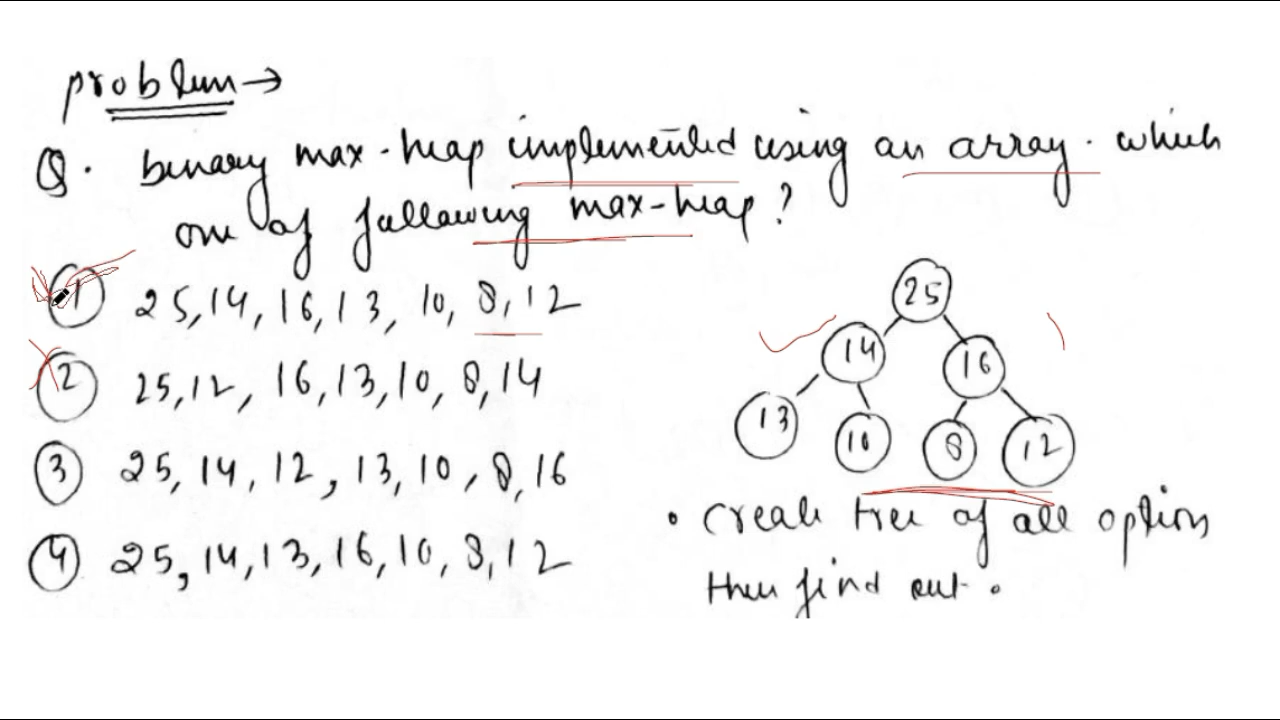 problem →
Q. binary max-heap implemented using an array. which
one of following max-heap?
① 25, 14, 16, 13, 10, 8, 12
② 25, 12, 16, 13, 10, 8, 14
③ 25, 14, 12, 13, 10, 8, 16
④ 25, 14, 13, 16, 10, 8, 12
25
14 16
13 10 8 12
• create tree of all option
then find out.